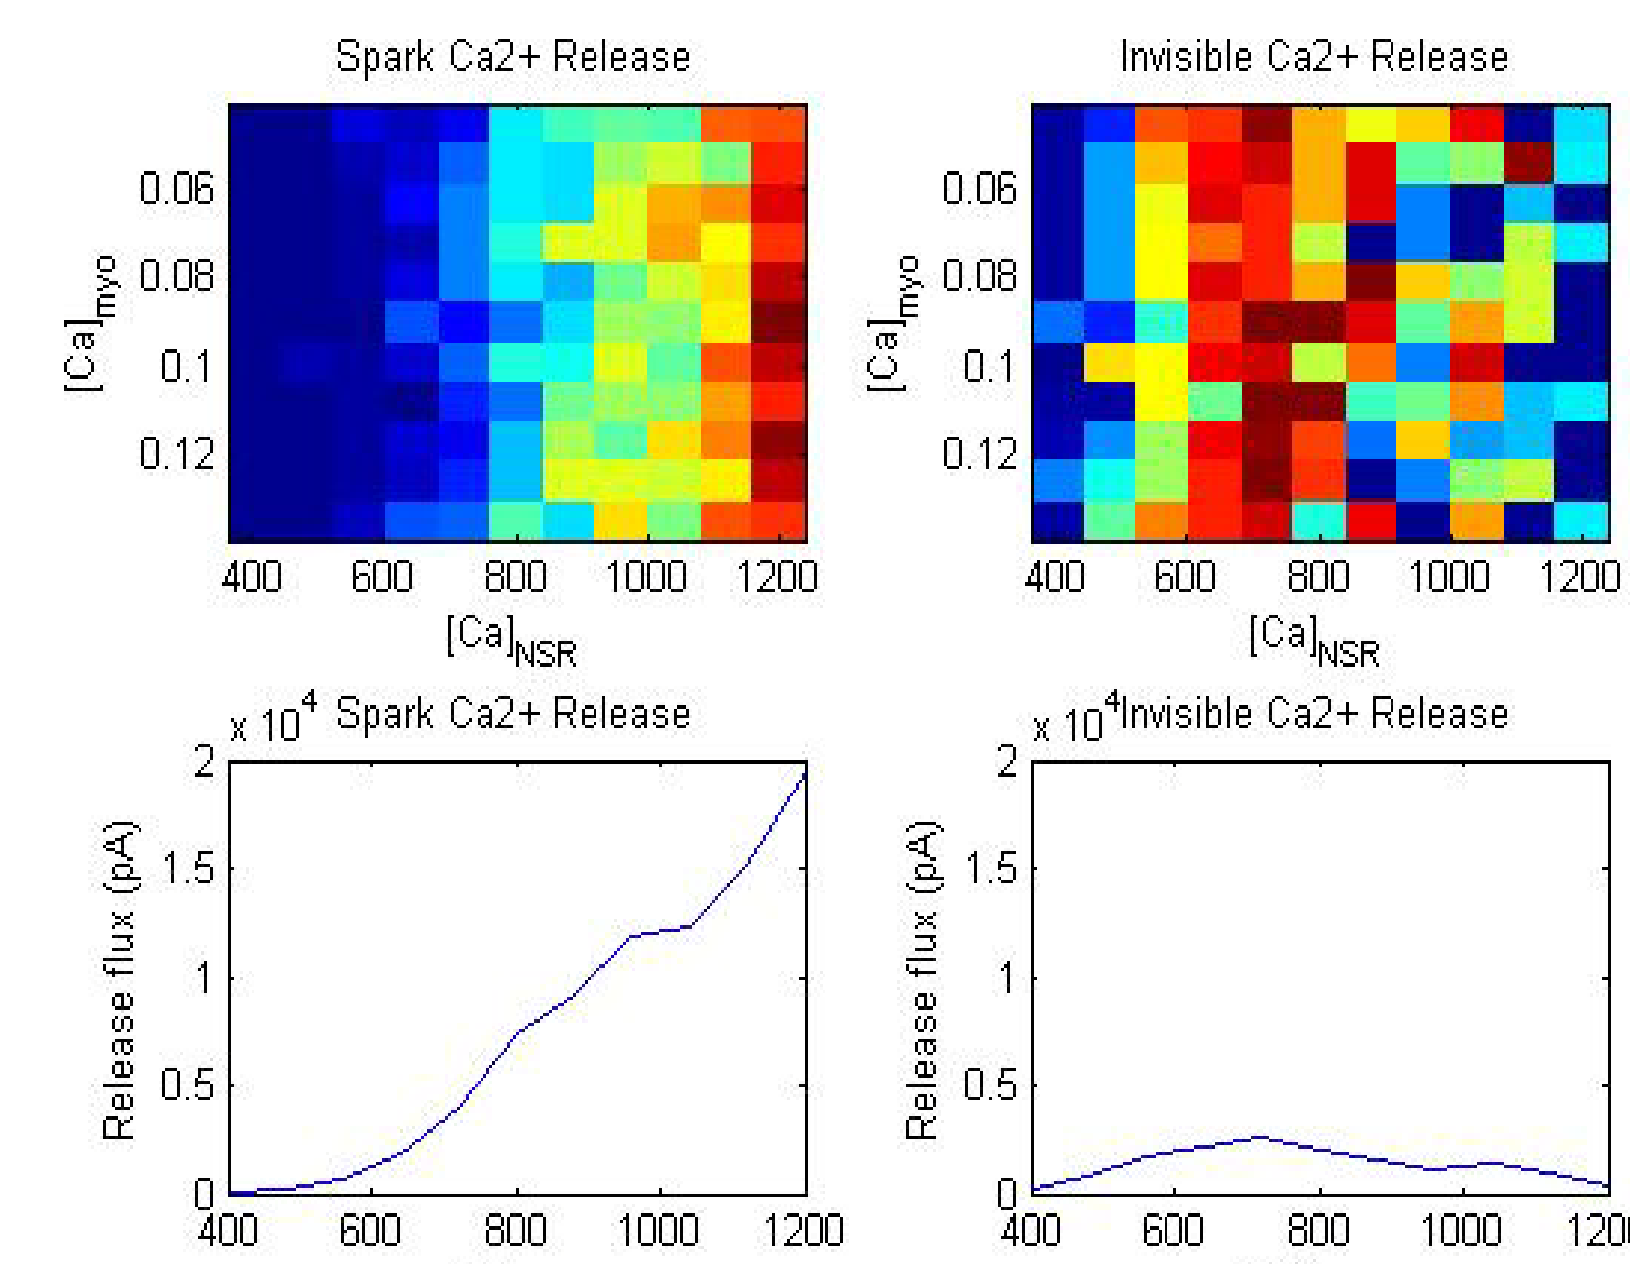 Spark Ca2+ Release
[Ca]myo
0.06
0.08
0.1
0.12
400 600 800 1000 1200
[Ca]NSR
Invisible Ca2+ Release
[Ca]myo
0.06
0.08
0.1
0.12
400 600 800 1000 1200
[Ca]NSR
x 10^4 Spark Ca2+ Release
Release flux (pA)
2
1.5
1
0.5
0
400 600 800 1000 1200
x 10^4 Invisible Ca2+ Release
Release flux (pA)
2
1.5
1
0.5
0
400 600 800 1000 120